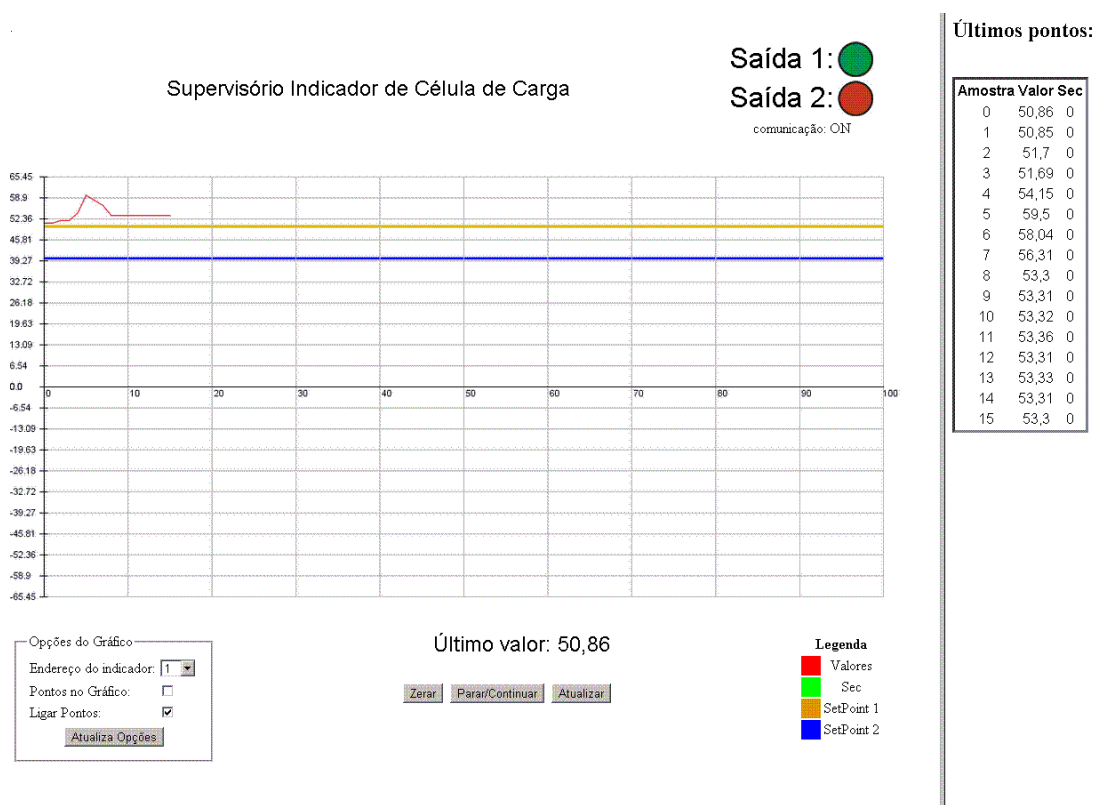 Supervisório Indicador de Célula de Carga
Saída 1:
Saída 2:
comunicação: ON
65.45
58.9
52.36
45.81
39.27
32.72
26.18
19.63
13.09
6.54
0.0
-6.54
-13.09
-19.63
-26.18
-32.72
-39.27
-45.81
-52.36
-58.9
-65.45
0 10 20 30 40 50 60 70 80 90 100
Opções do Gráfico
Endereço do indicador: 1
Pontos no Gráfico:
Ligar Pontos:
Atualiza Opções
Último valor: 50,86
Zerar Parar/Continuar Atualizar
Legenda
Valores
Sec
SetPoint 1
SetPoint 2
Últimos pontos:
Amostra Valor Sec
0 50,86 0
1 50,85 0
2 51,7 0
3 51,69 0
4 54,15 0
5 59,5 0
6 58,04 0
7 56,31 0
8 53,3 0
9 53,31 0
10 53,32 0
11 53,36 0
12 53,31 0
13 53,33 0
14 53,31 0
15 53,3 0